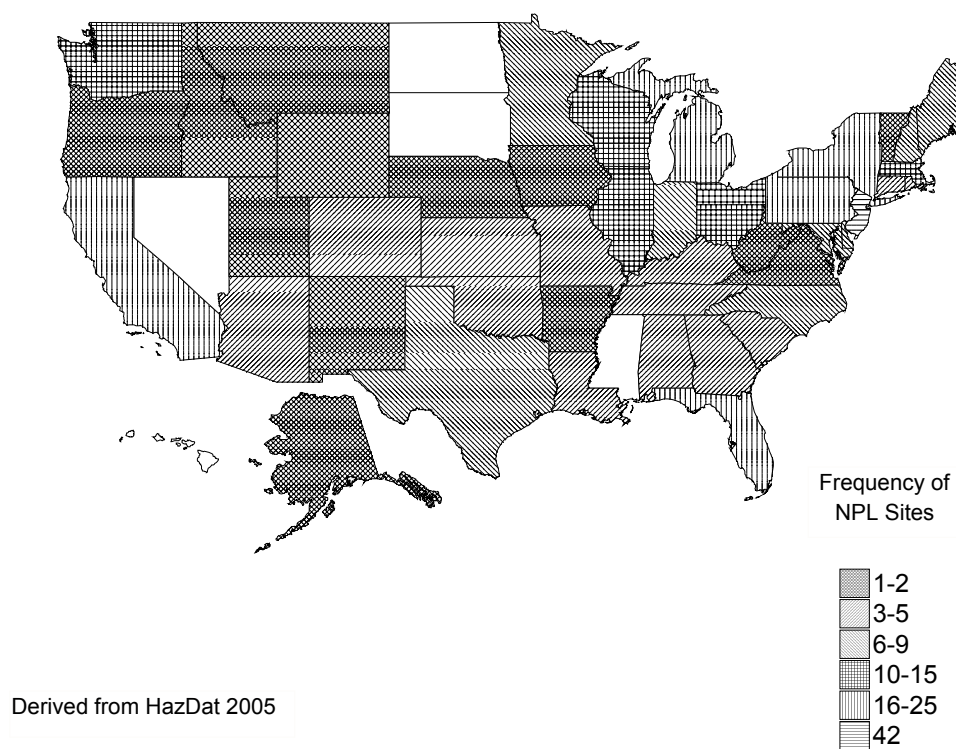 Frequency of
NPL Sites
1-2
3-5
6-9
10-15
16-25
42
Derived from HazDat 2005